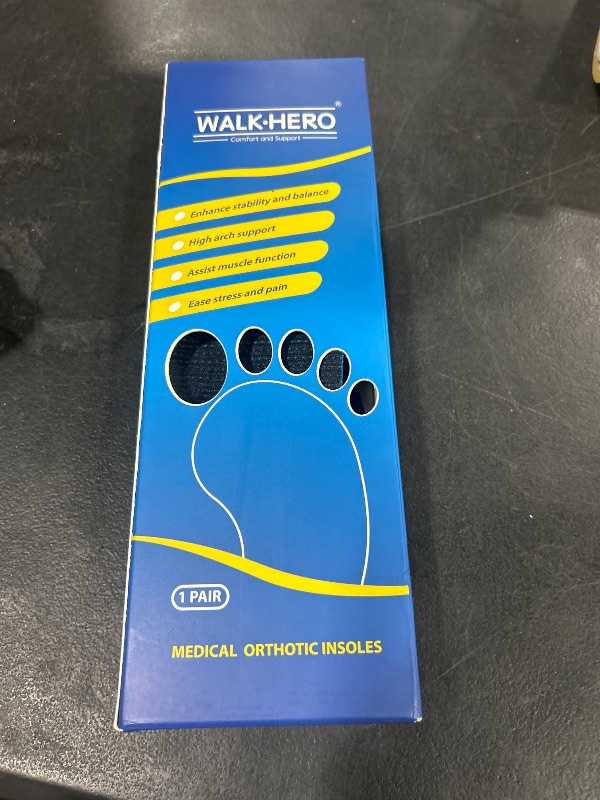 WALK•HERO®
Comfort and Support
Enhance stability and balance
High arch support
Assist muscle function
Ease stress and pain
1 PAIR
MEDICAL ORTHOTIC INSOLES